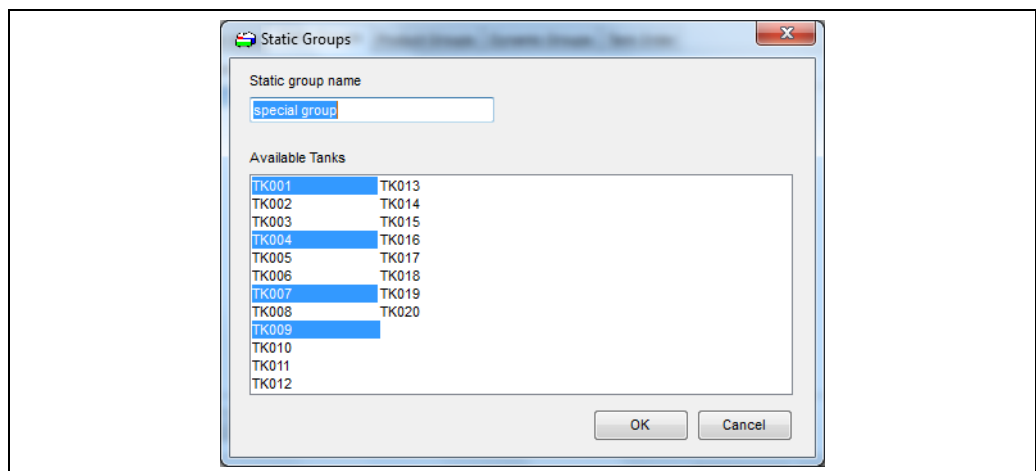 Static Groups
Static group name
special group
Available Tanks
TK001 TK013
TK002 TK014
TK003 TK015
TK004 TK016
TK005 TK017
TK006 TK018
TK007 TK019
TK008 TK020
TK009
TK010
TK011
TK012
OK Cancel